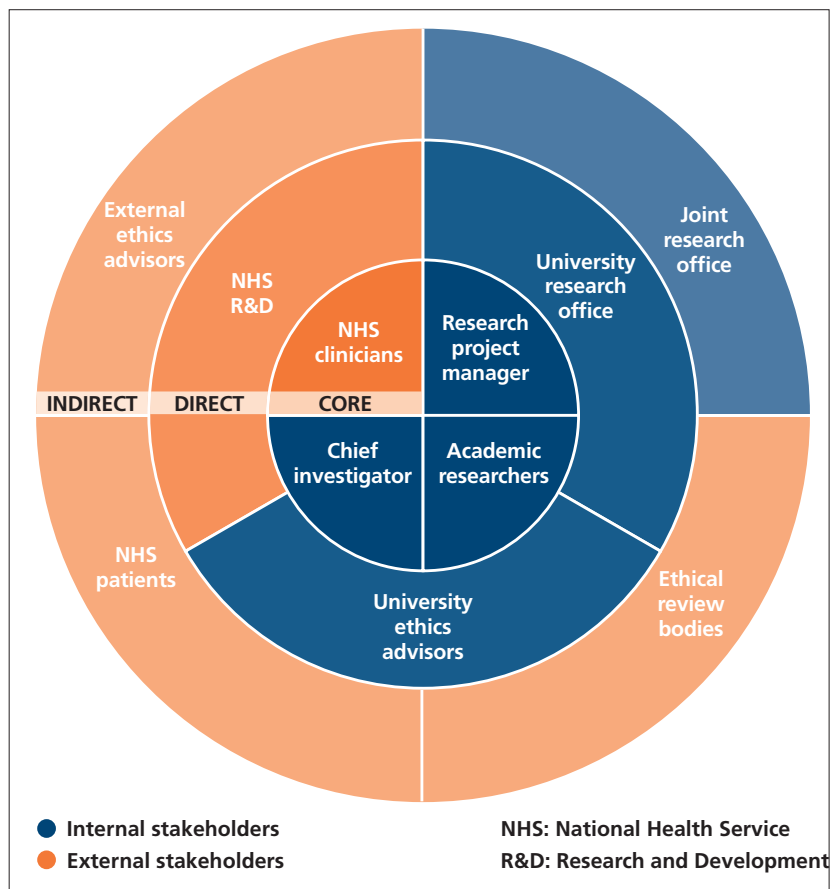 External
ethics
advisors
Joint
research
office
NHS
R&D
University
research
office
NHS
clinicians
Research
project
manager
INDIRECT
DIRECT
CORE
Chief
investigator
Academic
researchers
NHS
patients
University
ethics
advisors
Ethical
review
bodies
Internal stakeholders
External stakeholders
NHS: National Health Service
R&D: Research and Development